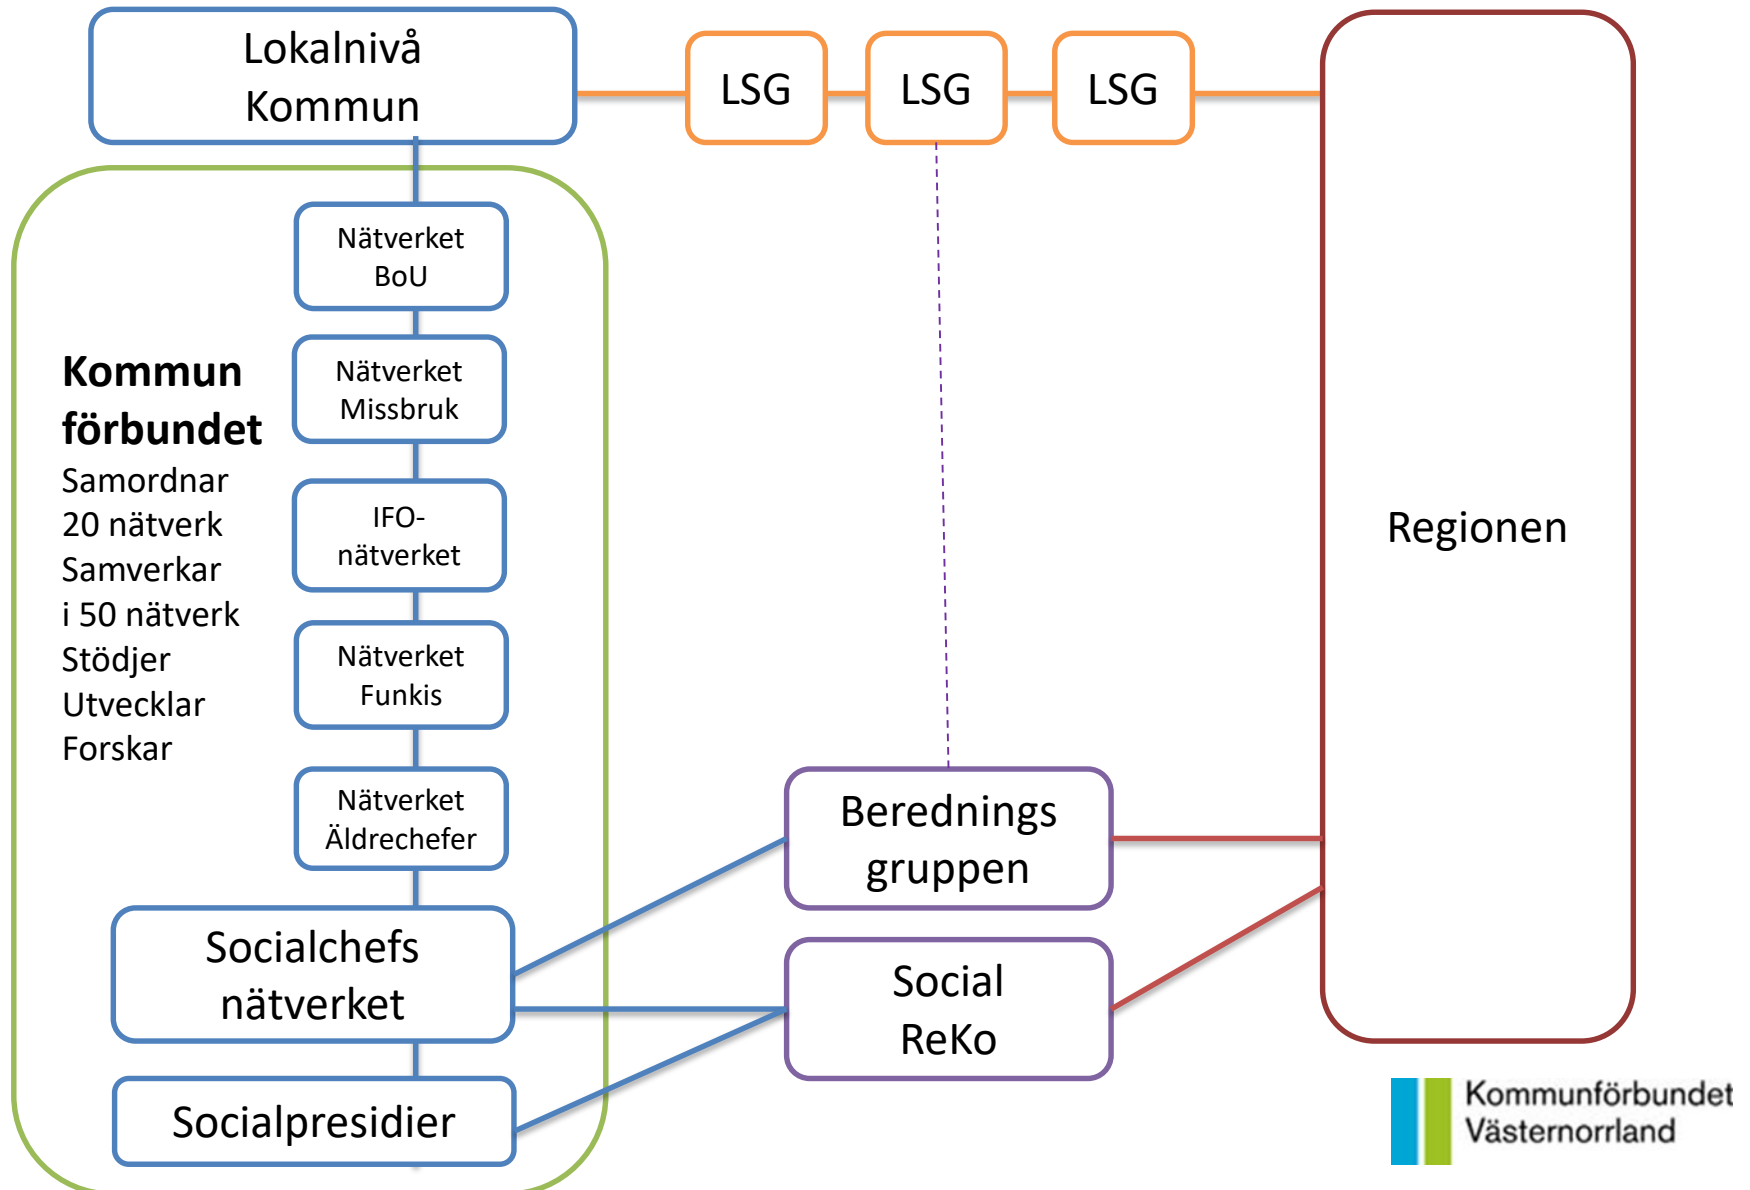 Lokalnivå
Kommun
LSG
LSG
LSG
Nätverket
BoU
Nätverket
Missbruk
IFO-
nätverket
Nätverket
Funkis
Nätverket
Äldrechefer
Kommun
förbundet
Samordnar
20 nätverk
Samverkar
i 50 nätverk
Stödjer
Utvecklar
Forskar
Socialchefs
nätverket
Socialpresidier
Berednings
gruppen
Social
ReKo
Regionen
Kommunförbundet
Västernorrland